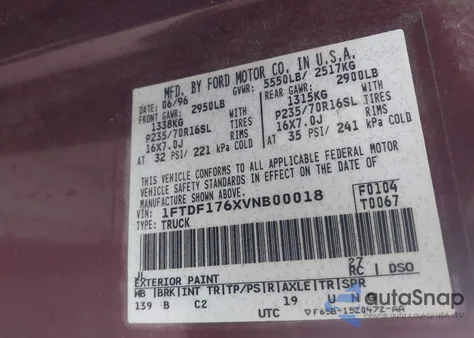 MFD. BY FORD MOTOR CO. IN U.S.A.
DATE: 06/96 GVWR: 5550LB/ 2517KG
FRONT GAWR: 2950LB REAR GAWR: 2900LB
1338KG WITH 1315KG WITH
P235/70R16SL TIRES P235/70R16SL TIRES
16X7.0J RIMS 16X7.0J RIMS
AT 32 PSI/ 221 kPa COLD AT 35 PSI/ 241 kPa COLD
THIS VEHICLE CONFORMS TO ALL APPLICABLE FEDERAL MOTOR
VEHICLE SAFETY STANDARDS IN EFFECT ON THE DATE OF
MANUFACTURE SHOWN ABOVE.
VIN: 1FTDF176XVNB00018 F0104
TYPE: TRUCK T0067
JL 27
EXTERIOR PAINT RC DSO
WB BRK INT TR TP/PS R AXLE TR SPR
139 B C2 19 U N
UTC ▽F65B-1520472-AA
autoSnap